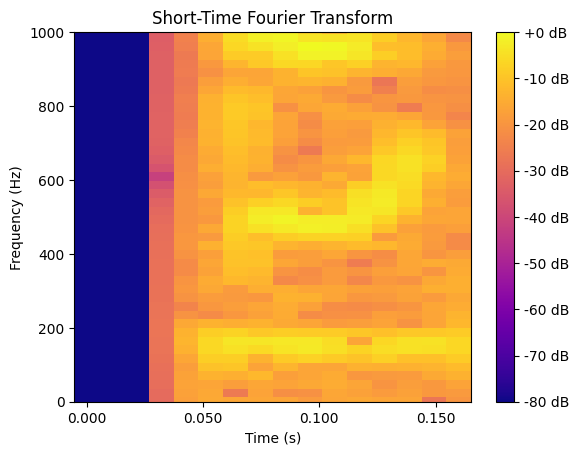 Short-Time Fourier Transform
Frequency (Hz)
1000
800
600
400
200
0
0.000
0.050
0.100
0.150
Time (s)
+0 dB
-10 dB
-20 dB
-30 dB
-40 dB
-50 dB
-60 dB
-70 dB
-80 dB